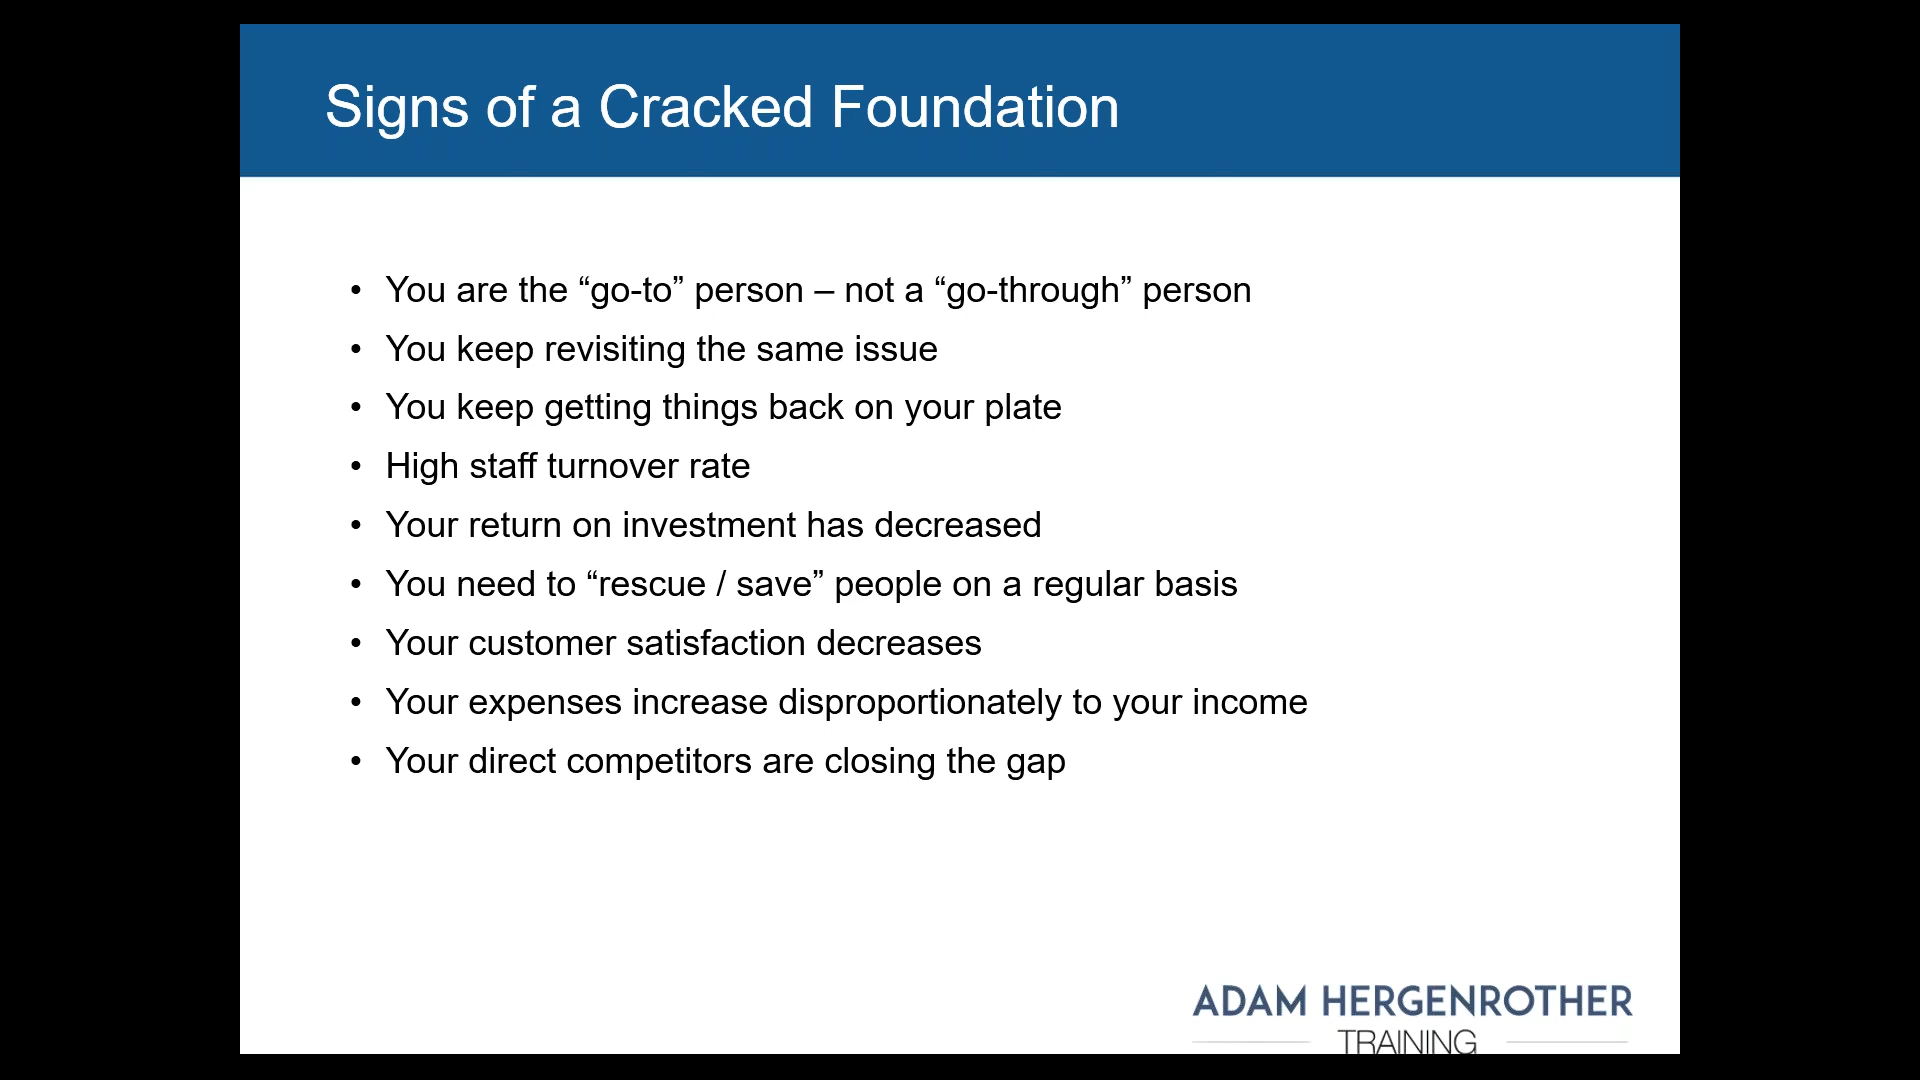 Signs of a Cracked Foundation
• You are the “go-to” person – not a “go-through” person
• You keep revisiting the same issue
• You keep getting things back on your plate
• High staff turnover rate
• Your return on investment has decreased
• You need to “rescue / save” people on a regular basis
• Your customer satisfaction decreases
• Your expenses increase disproportionately to your income
• Your direct competitors are closing the gap
ADAM HERGENROTHER
TRAINING